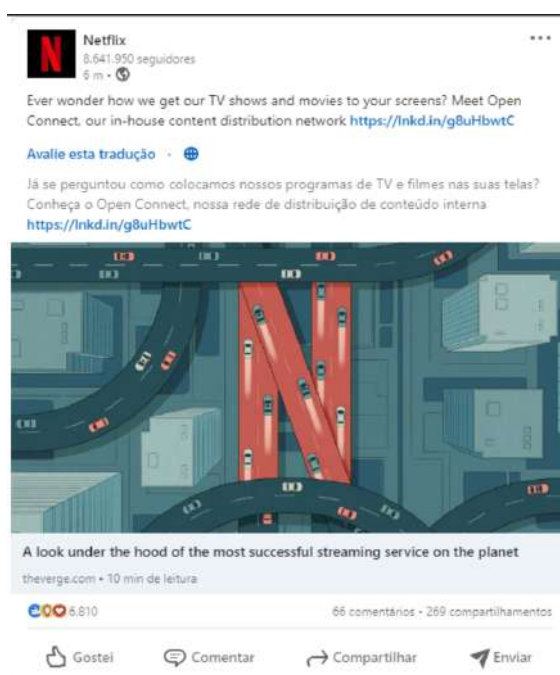 Netflix
8.641.950 seguidores
6 m •
Ever wonder how we get our TV shows and movies to your screens? Meet Open
Connect, our in-house content distribution network https://lnkd.in/g8uHbwtC
Avalie esta tradução ·
Já se perguntou como colocamos nossos programas de TV e filmes nas suas telas?
Conheça o Open Connect, nossa rede de distribuição de conteúdo interna
https://lnkd.in/g8uHbwtC
A look under the hood of the most successful streaming service on the planet
theverge.com • 10 min de leitura
6.810
66 comentários • 269 compartilhamentos
Gostei
Comentar
Compartilhar
Enviar